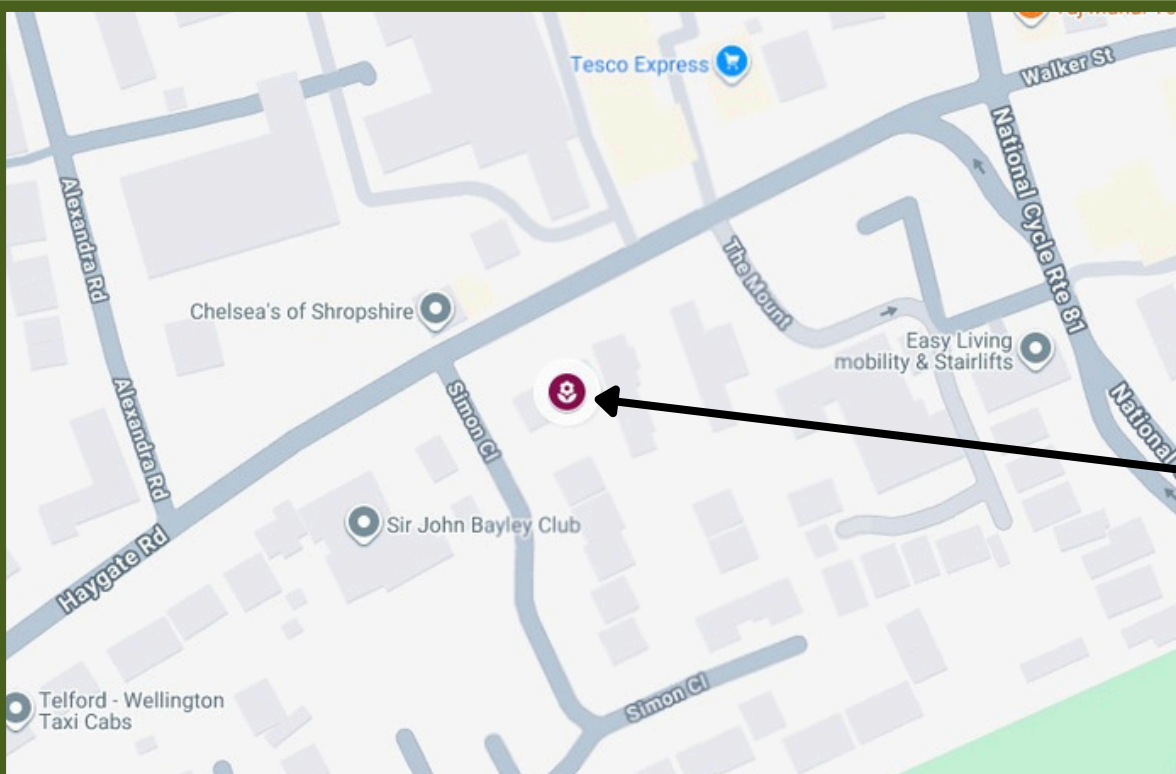 Tesco Express
Walker St
National Cycle Rte 81
Alexandra Rd
The Mount
Chelsea's of Shropshire
Easy Living
mobility & Stairlifts
Alexandra Rd
Simon Cl
National
Sir John Bayley Club
Haygate Rd
Simon Cl
Telford - Wellington
Taxi Cabs